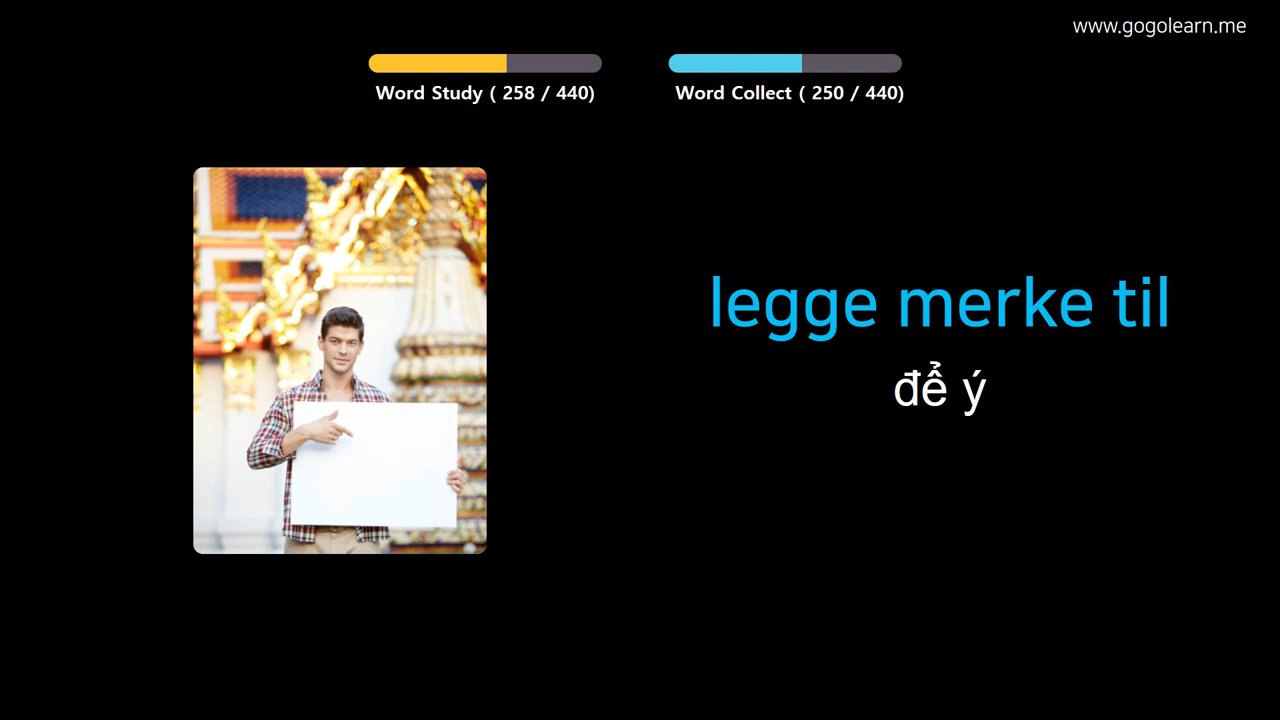 www.gogolearn.me
Word Study ( 258 / 440)
Word Collect ( 250 / 440)
legge merke til
để ý